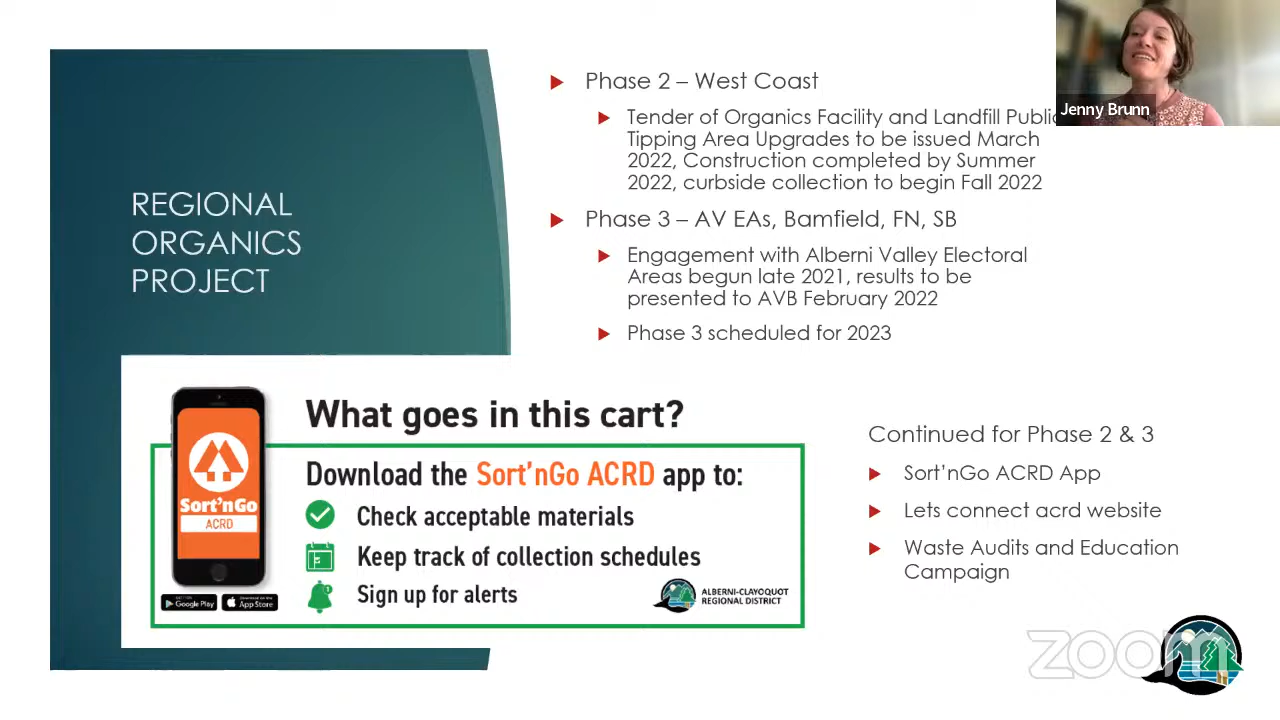 REGIONAL
ORGANICS
PROJECT
Phase 2 – West Coast
Tender of Organics Facility and Landfill Public
Tipping Area Upgrades to be issued March
2022, Construction completed by Summer
2022, curbside collection to begin Fall 2022
Phase 3 – AV EAs, Bamfield, FN, SB
Engagement with Alberni Valley Electoral
Areas begun late 2021, results to be
presented to AVB February 2022
Phase 3 scheduled for 2023
Jenny Brunn
What goes in this cart?
Download the Sort'nGo ACRD app to:
Check acceptable materials
Keep track of collection schedules
Sign up for alerts
Sort'nGo
ACRD
Google Play
App Store
ALBERNI-CLAYOQUOT
REGIONAL DISTRICT
Continued for Phase 2 & 3
Sort'nGo ACRD App
Lets connect acrd website
Waste Audits and Education
Campaign
zoom